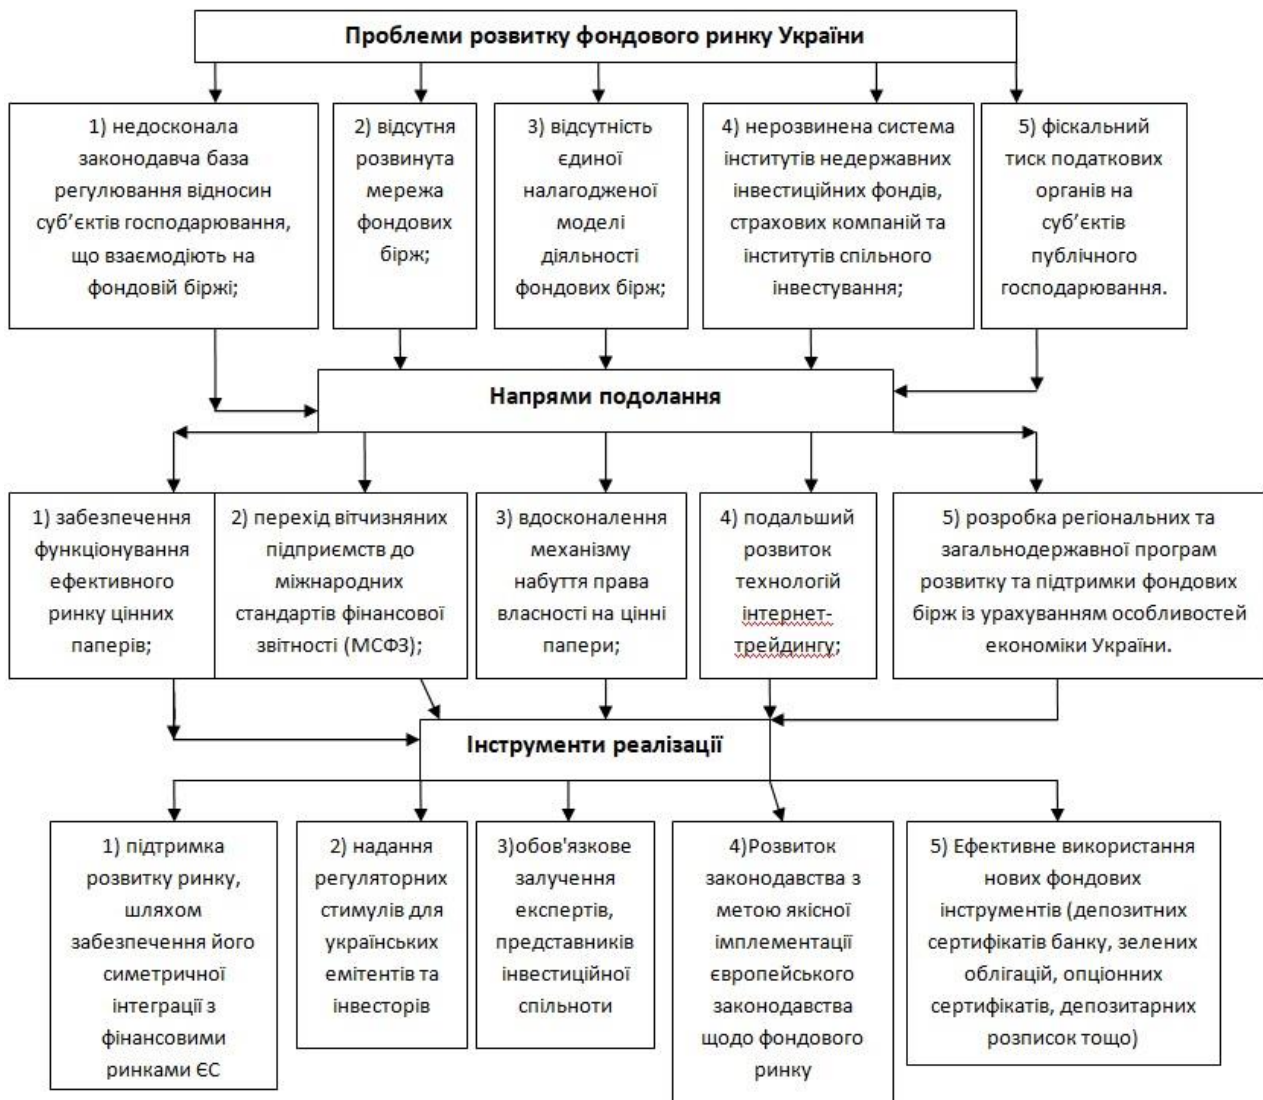 Проблеми розвитку фондового ринку України
1) недосконала
законодавча база
регулювання відносин
суб’єктів господарювання,
що взаємодіють на
фондовій біржі;
2) відсутня
розвинута
мережа
фондових
бірж;
3) відсутність
єдиної
налагодженої
моделі
діяльності
фондових бірж;
4) нерозвинена система
інститутів недержавних
інвестиційних фондів,
страхових компаній та
інститутів спільного
інвестування;
5) фіскальний
тиск податкових
органів на
суб’єктів
публічного
господарювання.
Напрями подолання
1) забезпечення
функціонування
ефективного
ринку цінних
паперів;
2) перехід вітчизняних
підприємств до
міжнародних
стандартів фінансової
звітності (МСФЗ);
3) вдосконалення
механізму
набуття права
власності на цінні
папери;
4) подальший
розвиток
технологій
інтернет-
трейдингу;
5) розробка регіональних та
загальнодержавної програм
розвитку та підтримки фондових
бірж із урахуванням особливостей
економіки України.
Інструменти реалізації
1) підтримка
розвитку ринку,
шляхом
забезпечення його
симетричної
інтеграції з
фінансовими
ринками ЄС
2) надання
регуляторних
стимулів для
українських
емітентів та
інвесторів
3)обов'язкове
залучення
експертів,
представників
інвестиційної
спільноти
4)Розвиток
законодавства з
метою якісної
імплементації
європейського
законодавства
щодо фондового
ринку
5) Ефективне використання
нових фондових
інструментів (депозитних
сертифікатів банку, зелених
облігацій, опціонних
сертифікатів, депозитарних
розписок тощо)